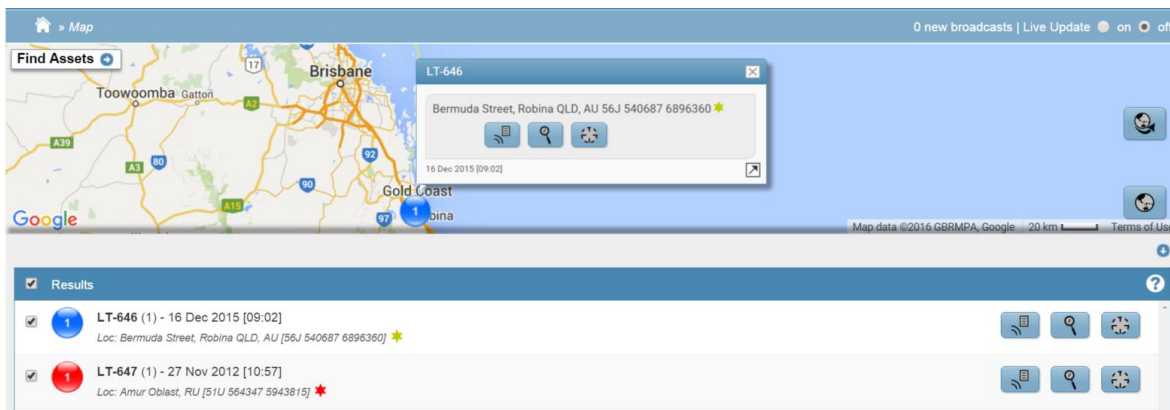 » Map
0 new broadcasts | Live Update on off
Find Assets
17
Brisbane
Toowoomba Gatton
A2
A39
A3
80
92
90
Gold Coast
A15
97
1
Google
LT-646
Bermuda Street, Robina QLD, AU 56J 540687 6896360
16 Dec 2015 [09:02]
Map data ©2016 GBRMPA, Google 20 km Terms of Use
Results
?
1
LT-646 (1) - 16 Dec 2015 [09:02]
Loc: Bermuda Street, Robina QLD, AU [56J 540687 6896360]
1
LT-647 (1) - 27 Nov 2012 [10:57]
Loc: Amur Oblast, RU [51U 564347 5943815]